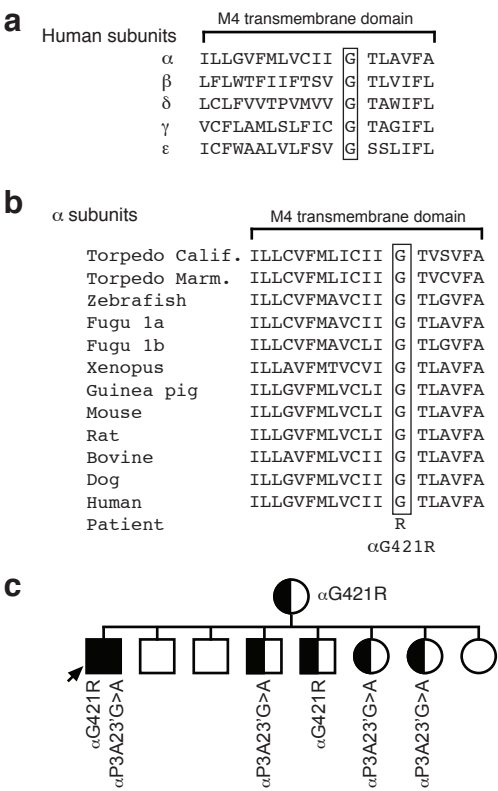 a
M4 transmembrane domain
Human subunits
α ILLGVFMLVCII G TLAVFA
β LFLWTFIIFTSV G TLVIFL
δ LCLFVVTPVMVV G TAWIFL
γ VCFLAMLSLFIC G TAGIFL
ε ICFWAALVLFSV G SSLIFL
b
α subunits
M4 transmembrane domain
Torpedo Calif. ILLCVFMLICII G TVSVFA
Torpedo Marm. ILLCVFMLICII G TVCVFA
Zebrafish ILLCVFMAVCII G TLGVFA
Fugu 1a ILLCVFMAVCII G TLAVFA
Fugu 1b ILLCVFMAVCLI G TLGVFA
Xenopus ILLAVFMTVCVI G TLAVFA
Guinea pig ILLGVFMLVCLI G TLAVFA
Mouse ILLGVFMLVCLI G TLAVFA
Rat ILLGVFMLVCLI G TLAVFA
Bovine ILLAVFMLVCII G TLAVFA
Dog ILLGVFMLVCII G TLAVFA
Human ILLGVFMLVCII G TLAVFA
Patient R
αG421R
c
αG421R
αG421R
αP3A23'G>A
αP3A23'G>A
αG421R
αP3A23'G>A
αP3A23'G>A